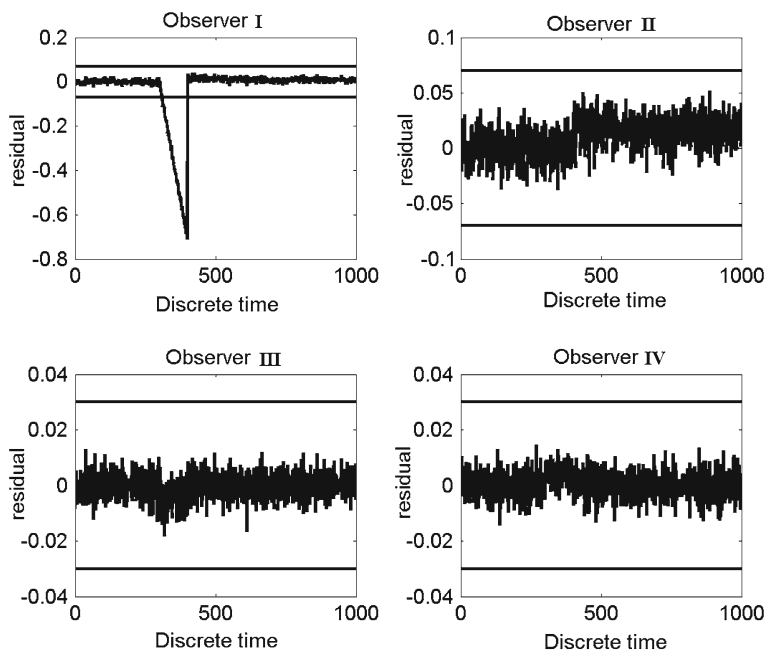 Observer I
0.2
0
-0.2
-0.4
-0.6
-0.8
residual
0
500
1000
Discrete time
Observer II
0.1
0.05
0
-0.05
-0.1
residual
0
500
1000
Discrete time
Observer III
0.04
0.02
0
-0.02
-0.04
residual
0
500
1000
Discrete time
Observer IV
0.04
0.02
0
-0.02
-0.04
residual
0
500
1000
Discrete time